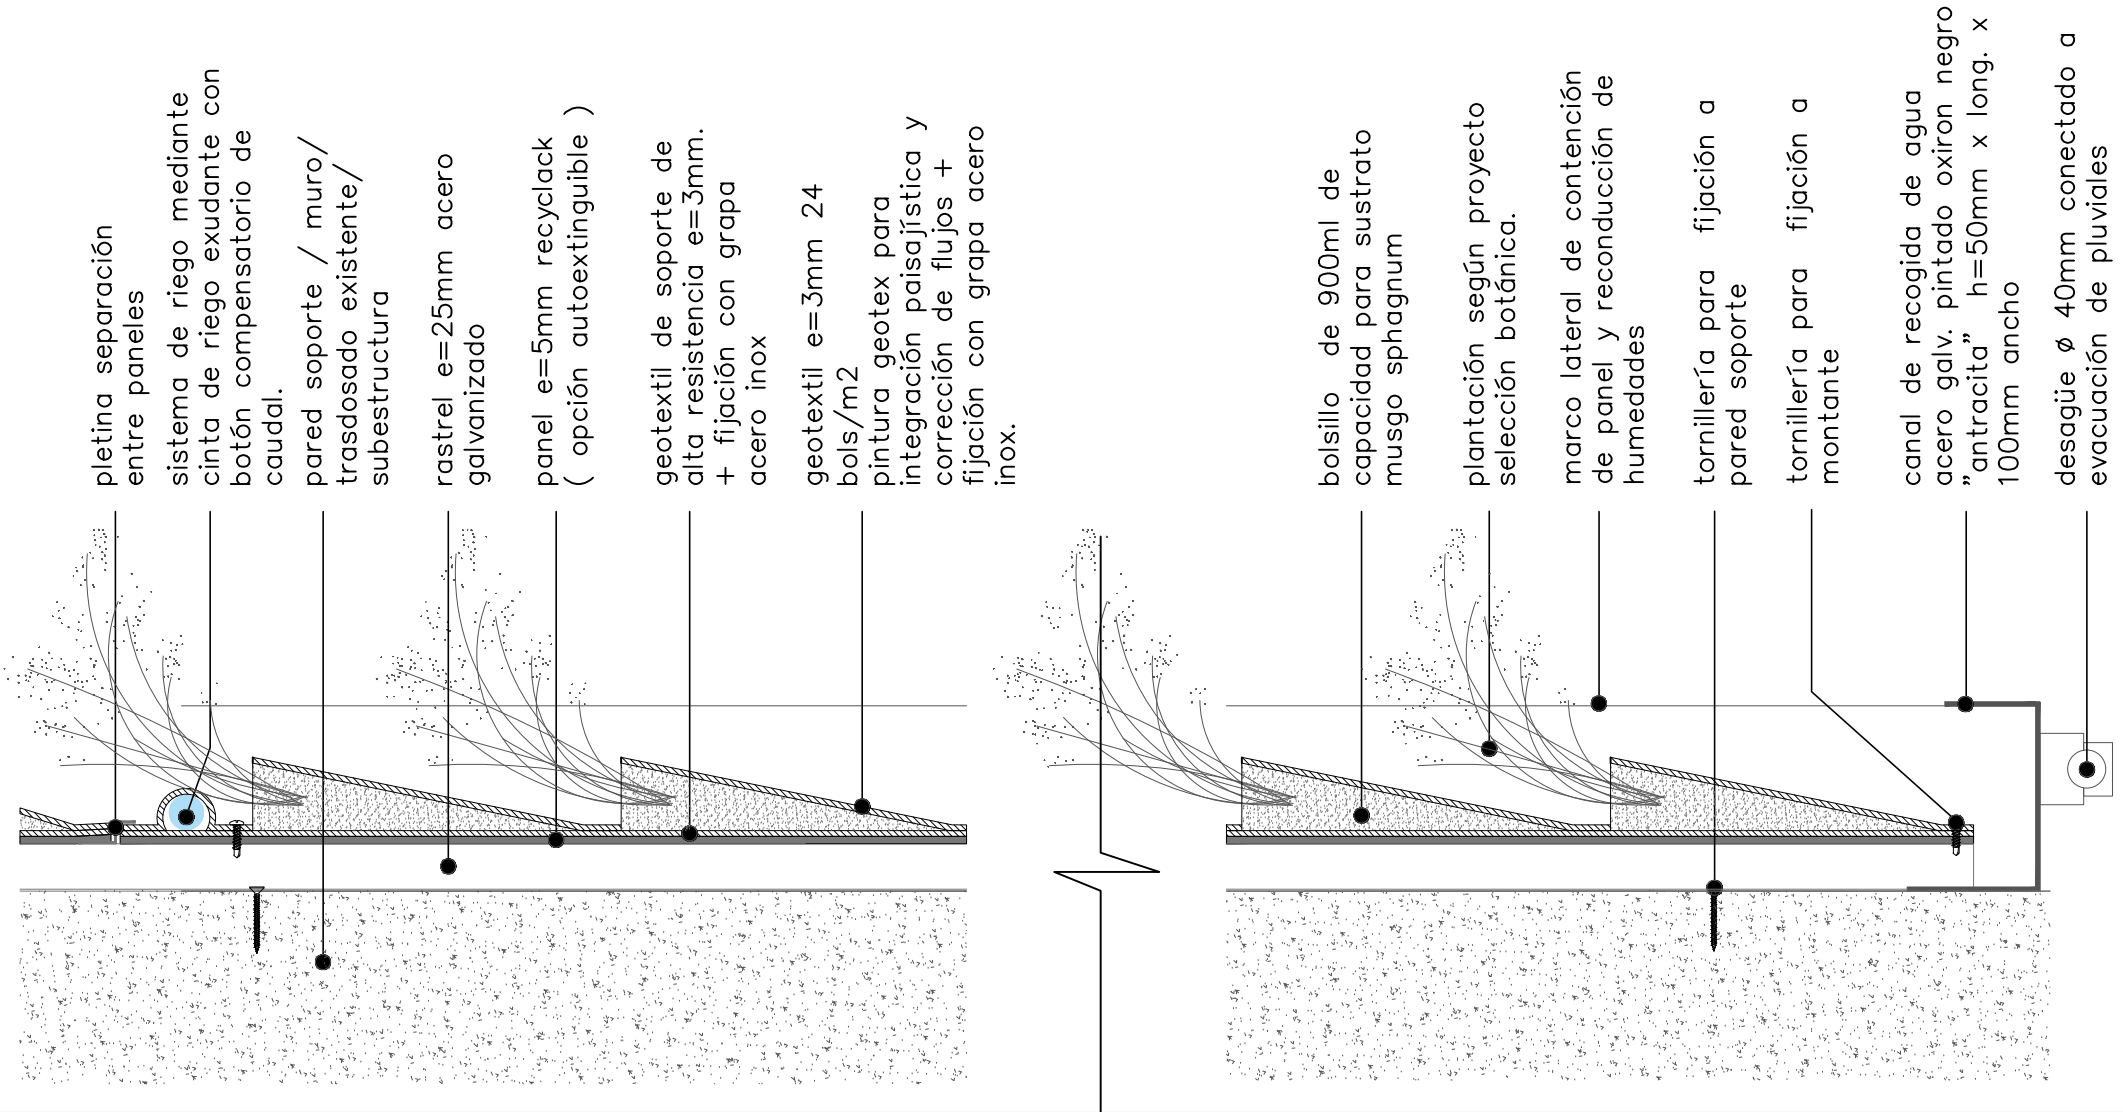 pletina separación
entre paneles
sistema de riego mediante
cinta de riego exudante con
botón compensatorio de
caudal.
pared soporte / muro/
trasdosado existente/
subestructura
rastrel e=25mm acero
galvanizado
panel e=5mm recyclack
( opción autoextinguible )
geotextil de soporte de
alta resistencia e=3mm.
+ fijación con grapa
acero inox
geotextil e=3mm 24
bols/m2
pintura geotex para
integración paisajística y
corrección de flujos +
fijación con grapa acero
inox.
bolsillo de 900ml de
capacidad para sustrato
musgo sphagnum
plantación según proyecto
selección botánica.
marco lateral de contención
de panel y reconducción de
humedades
tornillería para fijación a
pared soporte
tornillería para fijación a
montante
canal de recogida de agua
acero galv. pintado oxiron negro
"antracita" h=50mm x long. x
100mm ancho
desagüe ø 40mm conectado a
evacuación de pluviales